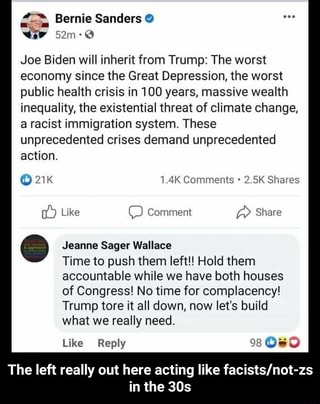 Bernie Sanders
52m
Joe Biden will inherit from Trump: The worst
economy since the Great Depression, the worst
public health crisis in 100 years, massive wealth
inequality, the existential threat of climate change,
a racist immigration system. These
unprecedented crises demand unprecedented
action.
21K 1.4K Comments • 2.5K Shares
Like Comment Share
Jeanne Sager Wallace
Time to push them left!! Hold them
accountable while we have both houses
of Congress! No time for complacency!
Trump tore it all down, now let's build
what we really need.
Like Reply 98
The left really out here acting like facists/not-zs
in the 30s